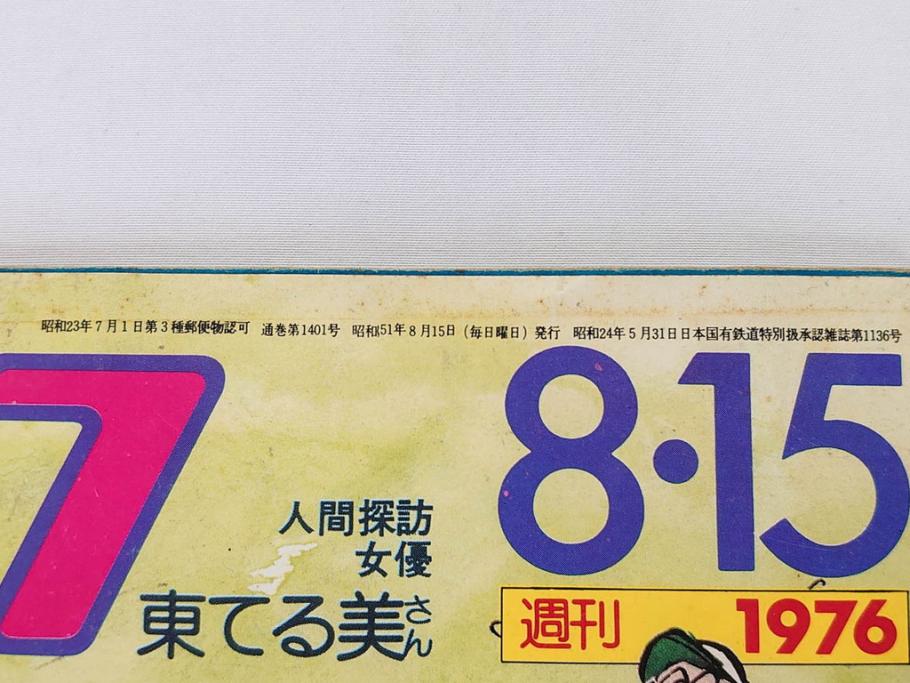 昭和23年7月1日第3種郵便物認可 通巻第1401号 昭和51年8月15日(毎日曜日)発行 昭和24年5月31日日本国有鉄道特別扱承認雑誌第1136号
7
8·15
人間探訪
女優
東てる美さん
週刊 1976